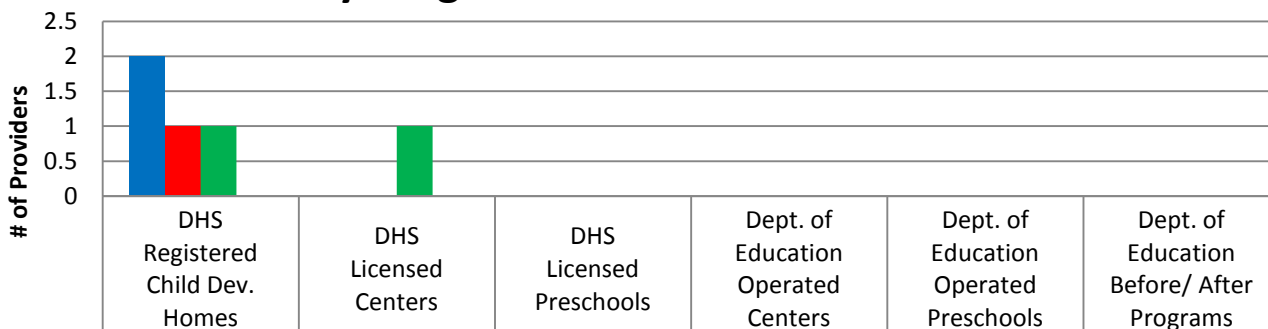 2.5
2
1.5
1
0.5
0
# of Providers
DHS
Registered
Child Dev.
Homes
DHS
Licensed
Centers
DHS
Licensed
Preschools
Dept. of
Education
Operated
Centers
Dept. of
Education
Operated
Preschools
Dept. of
Education
Before/ After
Programs